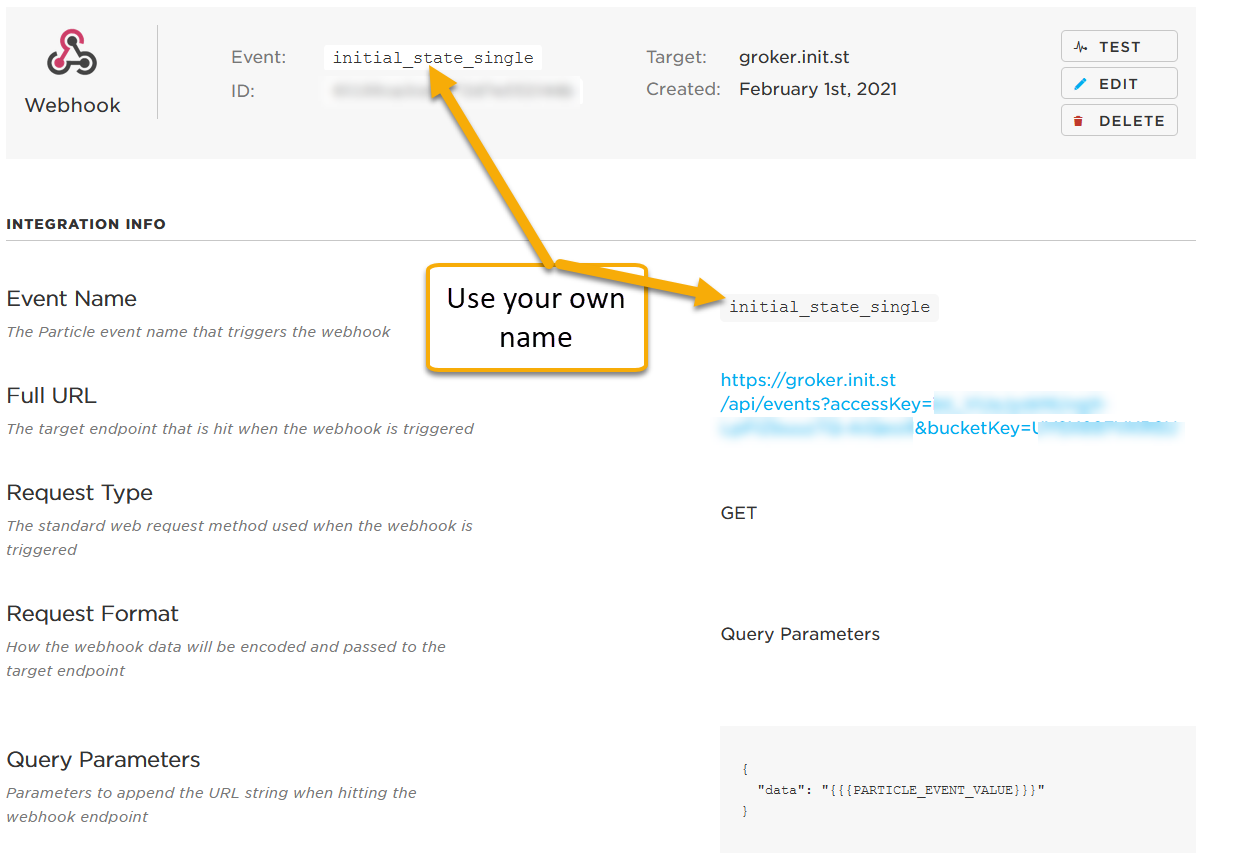 Webhook
Event: initial_state_single
ID:
Target: groker.init.st
Created: February 1st, 2021
TEST
EDIT
DELETE
INTEGRATION INFO
Use your own
name
Event Name
The Particle event name that triggers the webhook
initial_state_single
Full URL
The target endpoint that is hit when the webhook is triggered
https://groker.init.st
/api/events?accessKey=
&bucketKey=
Request Type
The standard web request method used when the webhook is
triggered
GET
Request Format
How the webhook data will be encoded and passed to the
target endpoint
Query Parameters
Query Parameters
Parameters to append the URL string when hitting the
webhook endpoint
{
"data": "{{{PARTICLE_EVENT_VALUE}}}"
}